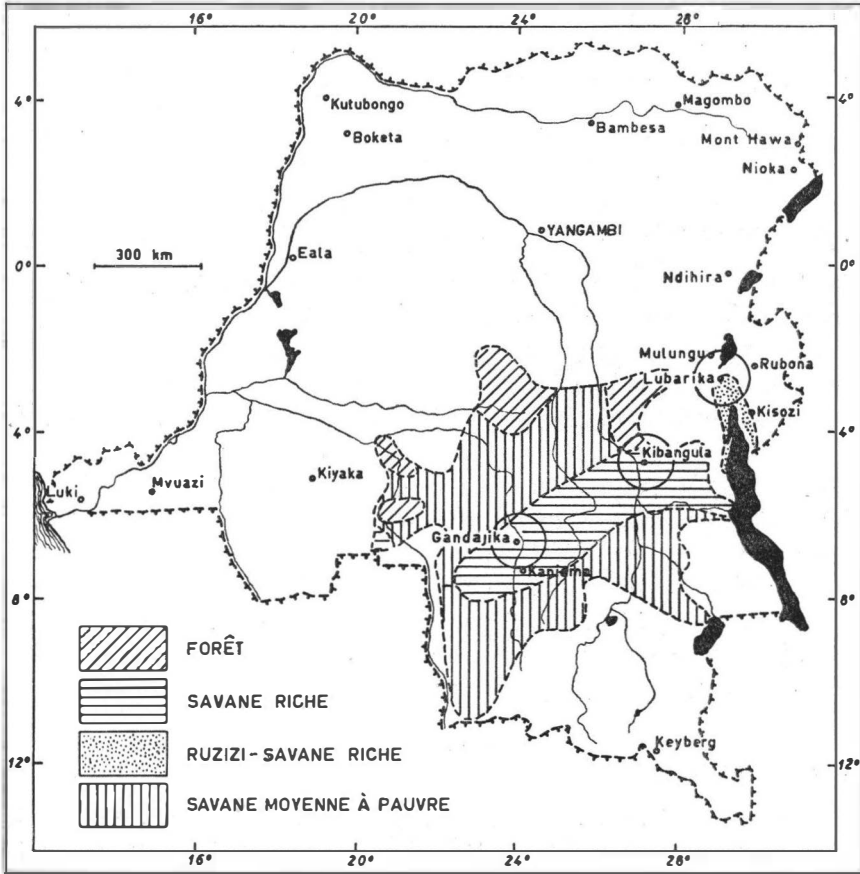 16° 20° 24° 28°
4° 4°
Kutubongo
Magombo
Boketa
Bambesa
Mont Hawa
Nioka
YANGAMBI
300 km
Eala
0° 0°
Ndihira
Mulungu
Rubona
Lubarika
Kisozi
4° 4°
Kibangula
Kiyaka
Luki
Mvuazi
Gandajika
Kaniama
8° 8°
FORÊT
SAVANE RICHE
RUZIZI-SAVANE RICHE
Keyberg
12° 12°
SAVANE MOYENNE À PAUVRE
16° 20° 24° 28°